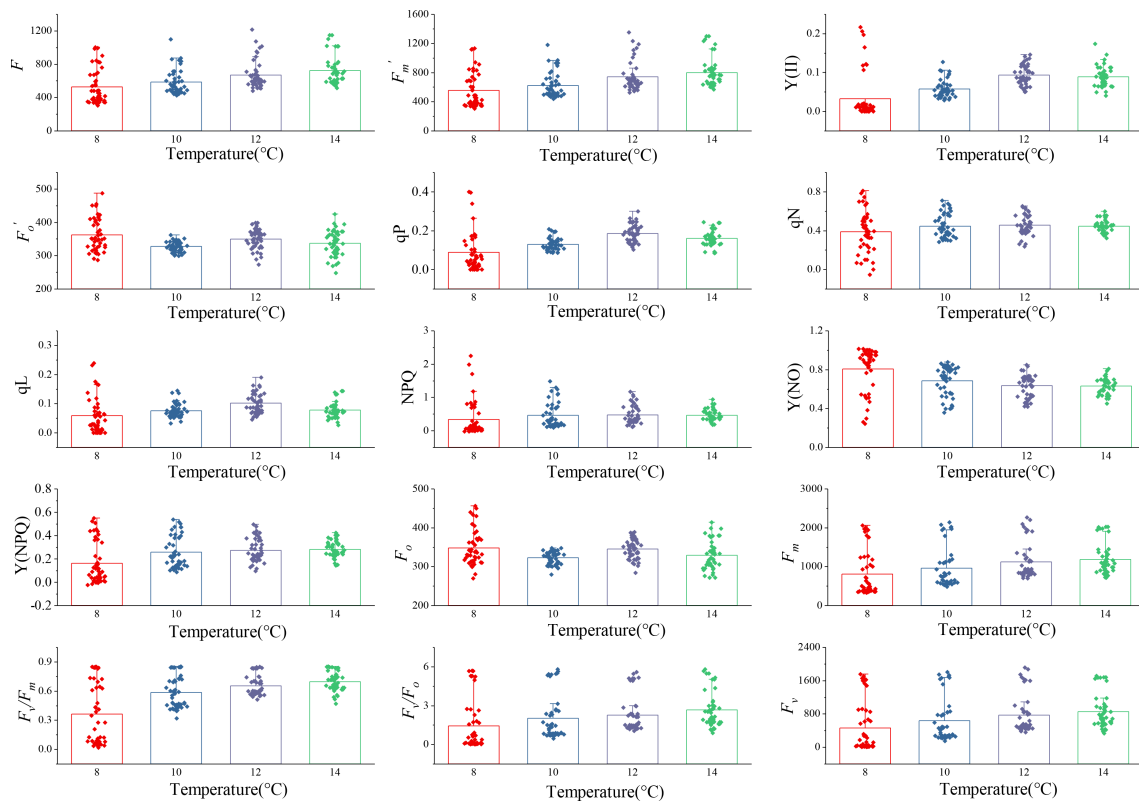 1200
800
400
0
F
8 10 12 14
Temperature(°C)
1600
1200
800
400
0
Fm'
8 10 12 14
Temperature(°C)
0.2
0.1
0.0
Y(II)
8 10 12 14
Temperature(°C)
500
400
300
200
Fo'
8 10 12 14
Temperature(°C)
0.4
0.2
0.0
qP
8 10 12 14
Temperature(°C)
0.8
0.4
0.0
qN
8 10 12 14
Temperature(°C)
0.3
0.2
0.1
0.0
qL
8 10 12 14
Temperature(°C)
3
2
1
0
NPQ
8 10 12 14
Temperature(°C)
1.2
0.8
0.4
0.0
Y(NO)
8 10 12 14
Temperature(°C)
0.8
0.6
0.4
0.2
0.0
-0.2
Y(NPQ)
8 10 12 14
Temperature(°C)
500
400
300
200
Fo
8 10 12 14
Temperature(°C)
3000
2000
1000
0
Fm
8 10 12 14
Temperature(°C)
0.9
0.6
0.3
0.0
Fv/Fm
8 10 12 14
Temperature(°C)
6
3
0
Fv/Fo
8 10 12 14
Temperature(°C)
2400
1600
800
0
Fv
8 10 12 14
Temperature(°C)